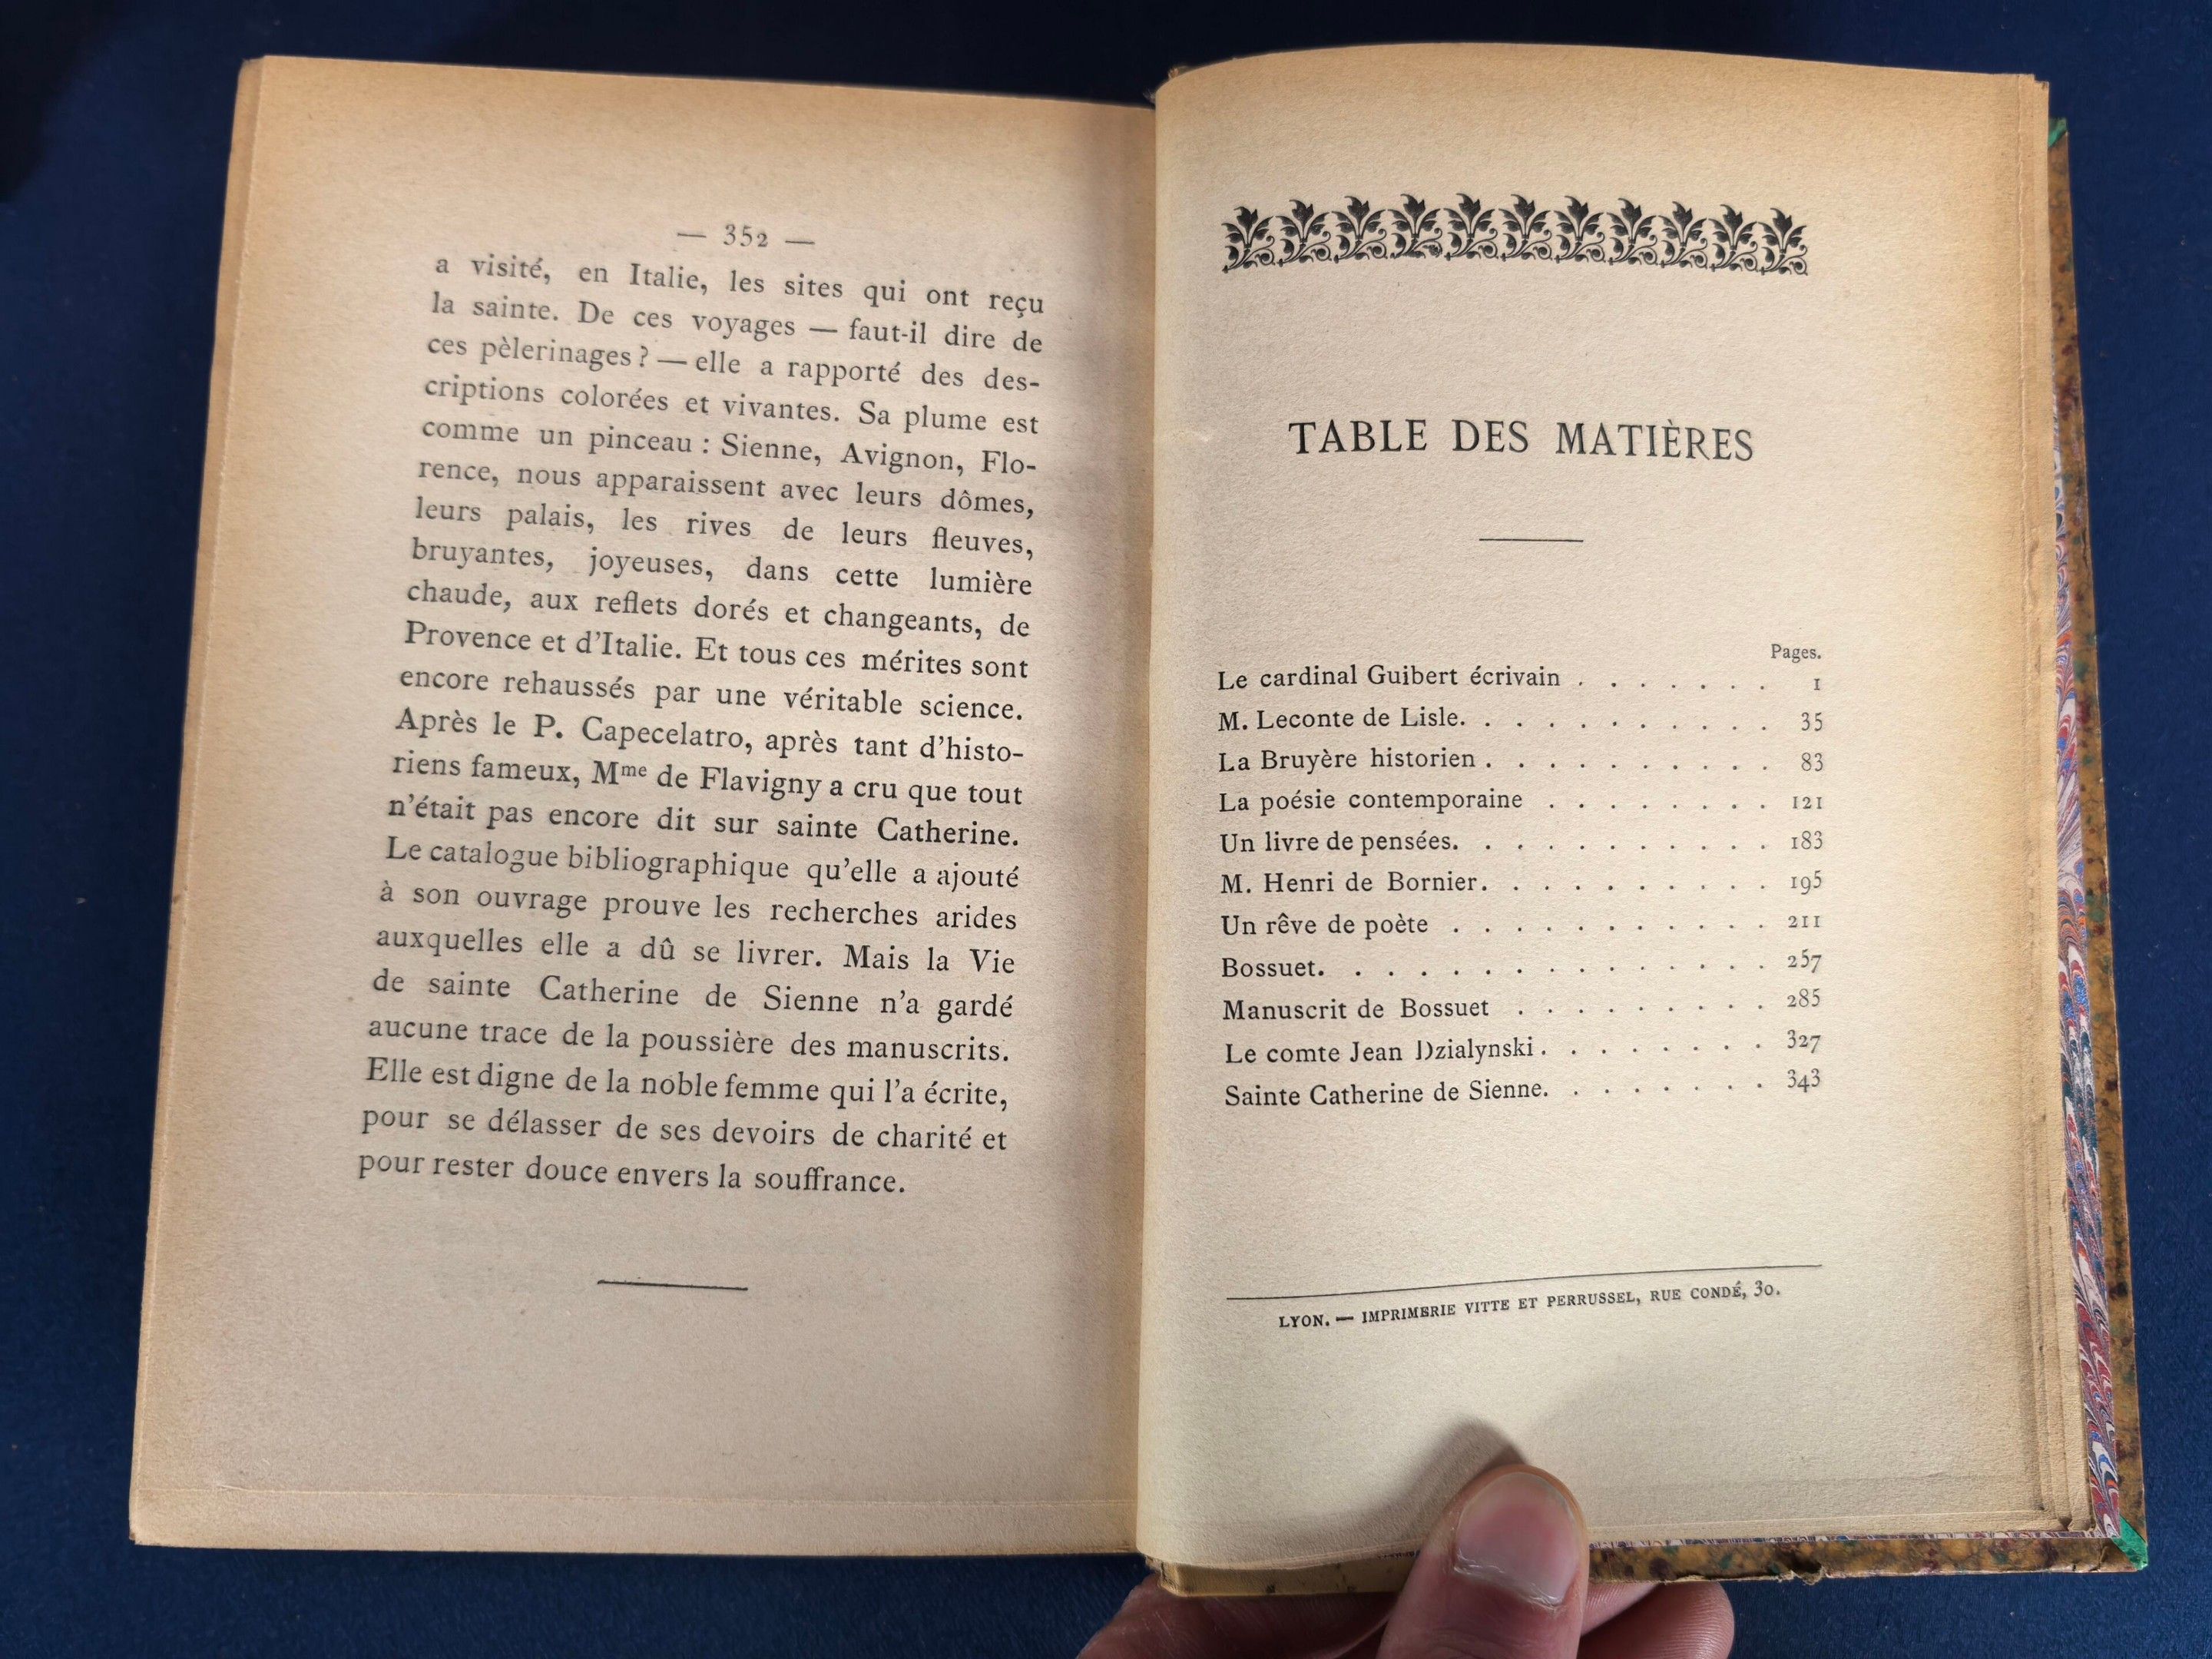 — 352 —
a visité, en Italie, les sites qui ont reçu
la sainte. De ces voyages — faut-il dire de
ces pèlerinages ? — elle a rapporté des des-
criptions colorées et vivantes. Sa plume est
comme un pinceau : Sienne, Avignon, Flo-
rence, nous apparaissent avec leurs dômes,
leurs palais, les rives de leurs fleuves,
bruyantes, joyeuses, dans cette lumière
chaude, aux reflets dorés et changeants, de
Provence et d'Italie. Et tous ces mérites sont
encore rehaussés par une véritable science.
Après le P. Capecelatro, après tant d'histo-
riens fameux, Mme de Flavigny a cru que tout
n'était pas encore dit sur sainte Catherine.
Le catalogue bibliographique qu'elle a ajouté
à son ouvrage prouve les recherches arides
auxquelles elle a dû se livrer. Mais la Vie
de sainte Catherine de Sienne n'a gardé
aucune trace de la poussière des manuscrits.
Elle est digne de la noble femme qui l'a écrite,
pour se délasser de ses devoirs de charité et
pour rester douce envers la souffrance.
TABLE DES MATIÈRES
Pages.
Le cardinal Guibert écrivain . . . . . . . 1
M. Leconte de Lisle. . . . . . . . . . . 35
La Bruyère historien . . . . . . . . . . 83
La poésie contemporaine . . . . . . . . 121
Un livre de pensées. . . . . . . . . . . 183
M. Henri de Bornier. . . . . . . . . . 195
Un rêve de poète . . . . . . . . . . . 211
Bossuet. . . . . . . . . . . . . . . 257
Manuscrit de Bossuet . . . . . . . . . 285
Le comte Jean Dzialynski . . . . . . . . 327
Sainte Catherine de Sienne. . . . . . . . 343
LYON. — IMPRIMERIE VITTE ET PERRUSSEL, RUE CONDÉ, 30.